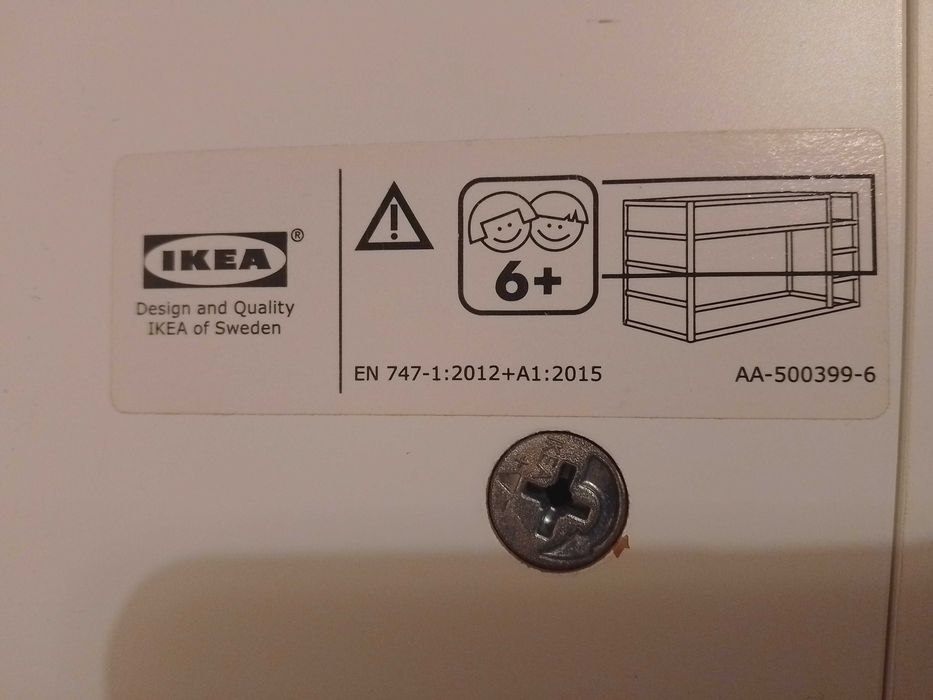 IKEA®
Design and Quality
IKEA of Sweden
6+
EN 747-1:2012+A1:2015
AA-500399-6